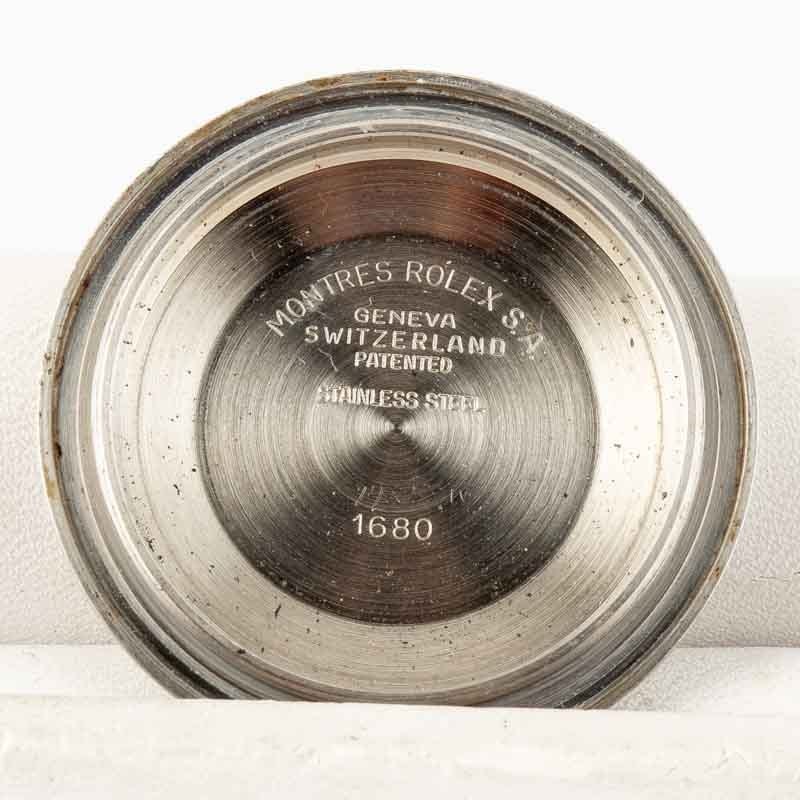 MONTRES ROLEX S.A.
GENEVA
SWITZERLAND
PATENTED
STAINLESS STEEL
1680